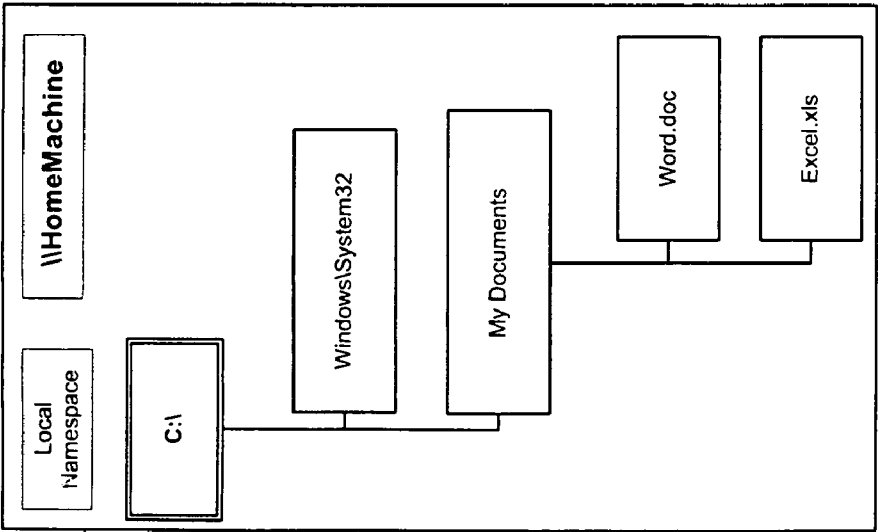 Local
Namespace
\\HomeMachine
C:\
Windows\System32
My Documents
Word.doc
Excel.xls